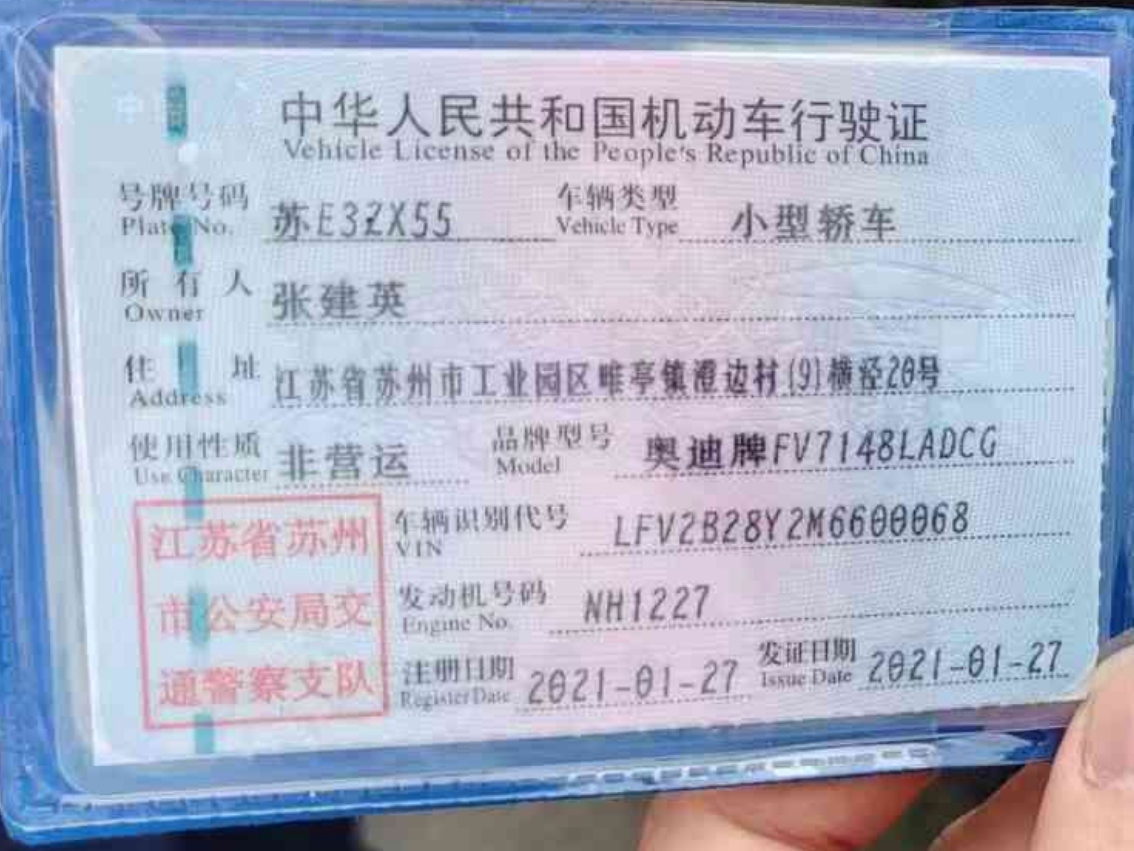 中华人民共和国机动车行驶证
Vehicle License of the People's Republic of China
号牌号码 苏E3ZX55 车辆类型 小型轿车
Plate No. Vehicle Type
所有人 张建英
Owner
住址 江苏省苏州市工业园区唯亭镇澄边村(9)横泾20号
Address
使用性质 非营运 品牌型号 奥迪牌FV7148LADCG
Use Character Model
江苏省苏州
市公安局交
通警察支队
车辆识别代号 LFV2B28Y2M6600068
VIN
发动机号码 NH1227
Engine No.
注册日期 2021-01-27 发证日期 2021-01-27
Register Date Issue Date